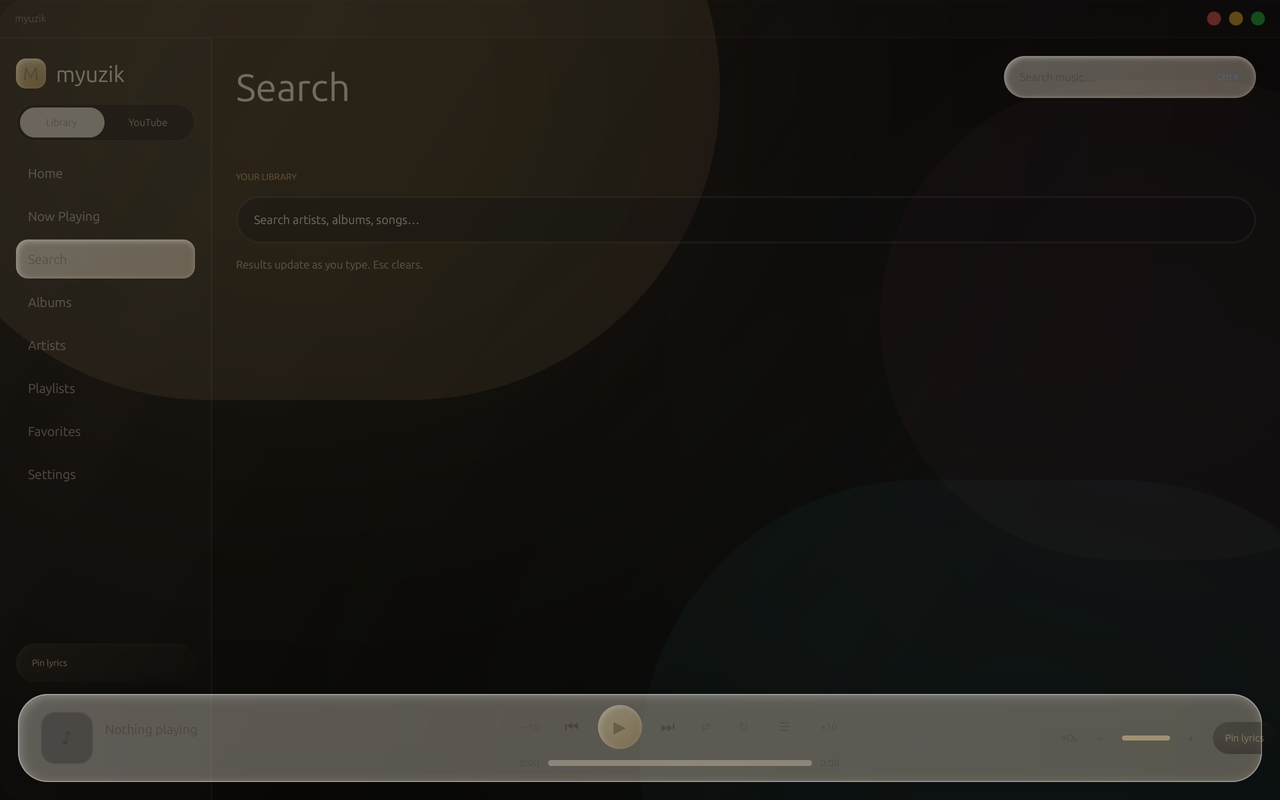 myuzik
M myuzik
Search
Search music... Ctrl K
Library YouTube
Home
Now Playing
Search
Albums
Artists
Playlists
Favorites
Settings
YOUR LIBRARY
Search artists, albums, songs...
Results update as you type. Esc clears.
Pin lyrics
Nothing playing
-10 +10
0:00 0:00
VOL - +
Pin lyrics